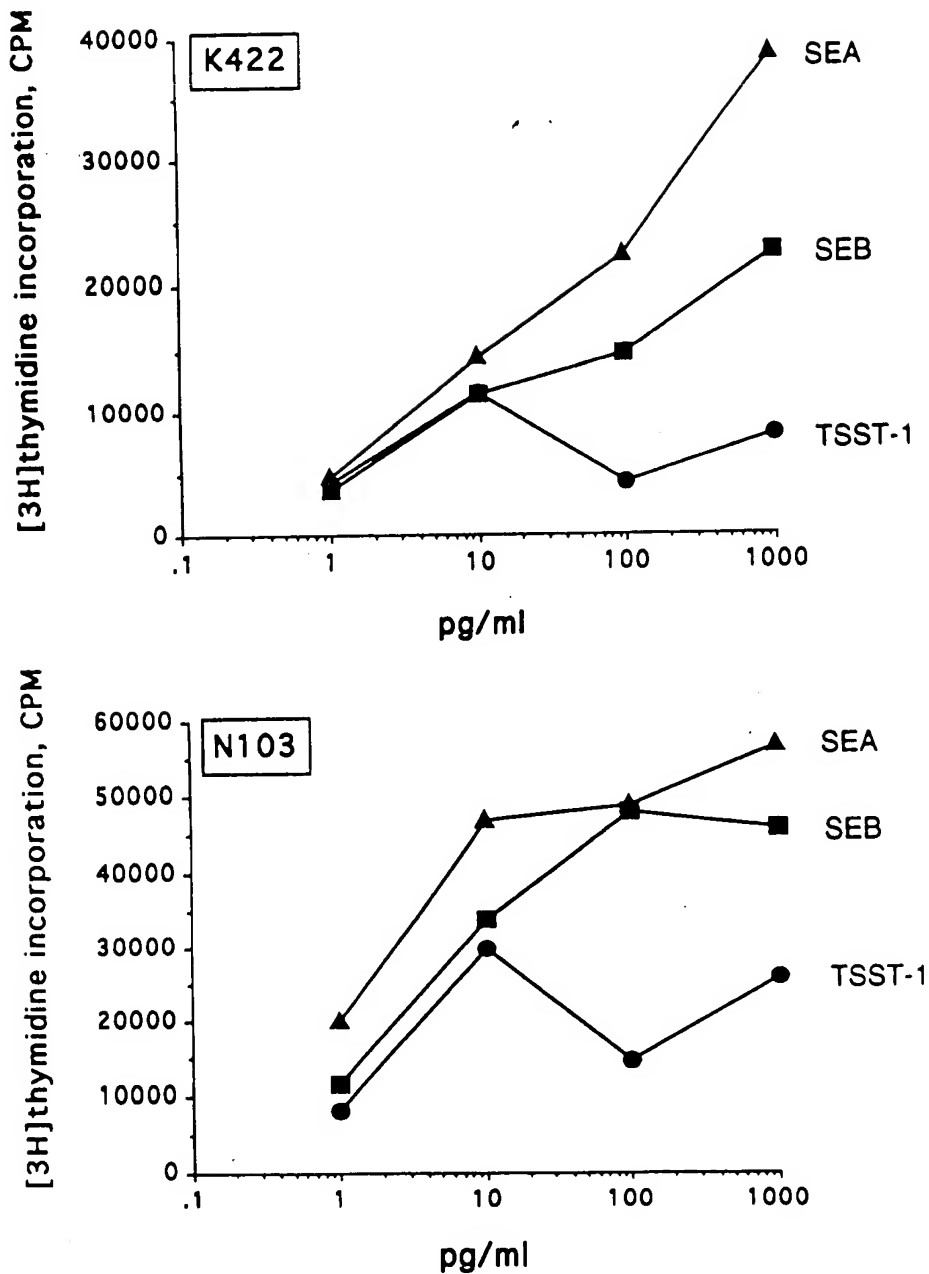 [3H]thymidine incorporation, CPM
40000
30000
20000
10000
0
K422
SEA
SEB
TSST-1
.1 1 10 100 1000
pg/ml
[3H]thymidine incorporation, CPM
60000
50000
40000
30000
20000
10000
0
N103
SEA
SEB
TSST-1
.1 1 10 100 1000
pg/ml